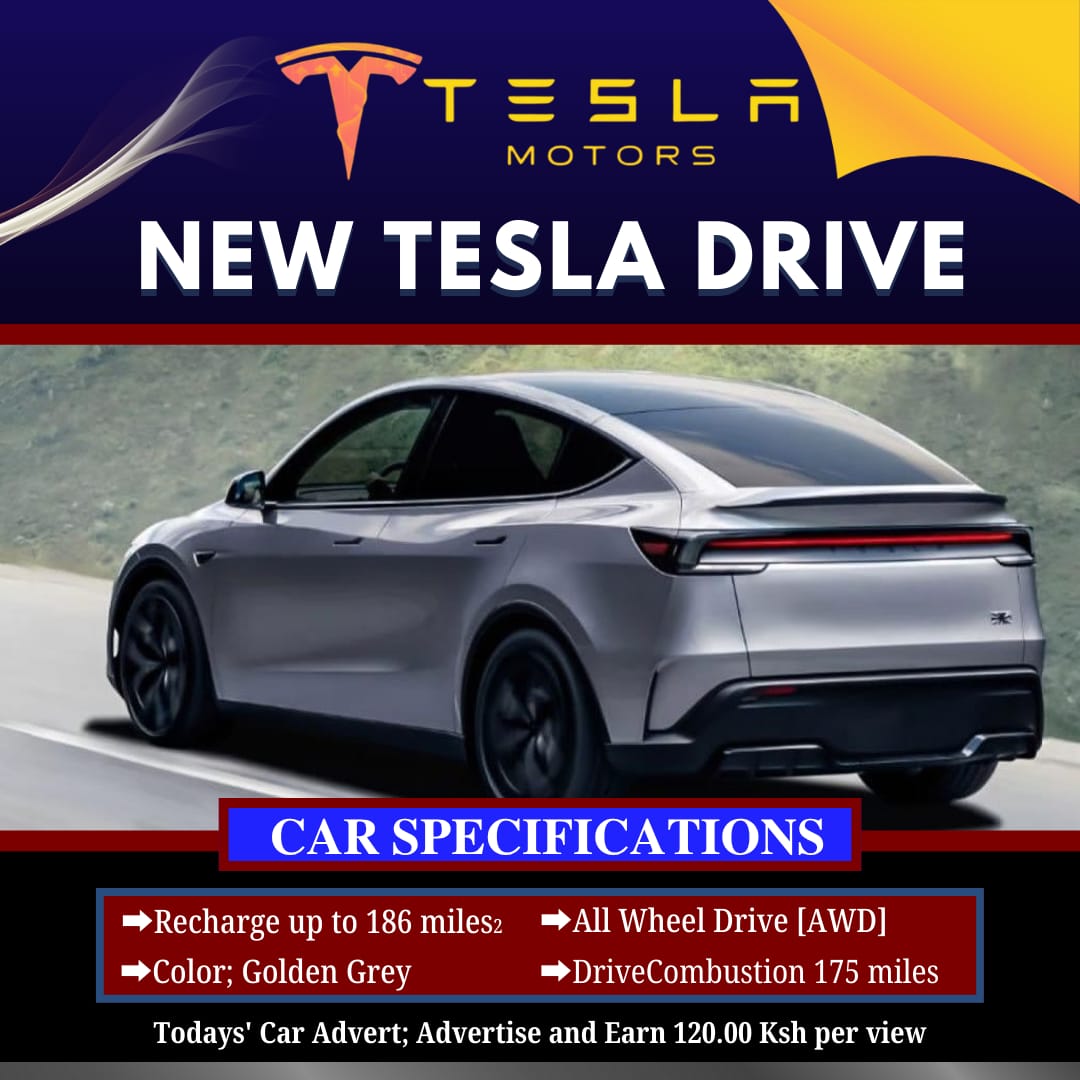 TESLA
MOTORS
NEW TESLA DRIVE
CAR SPECIFICATIONS
➡Recharge up to 186 miles2
➡All Wheel Drive [AWD]
➡Color; Golden Grey
➡DriveCombustion 175 miles
Todays' Car Advert; Advertise and Earn 120.00 Ksh per view